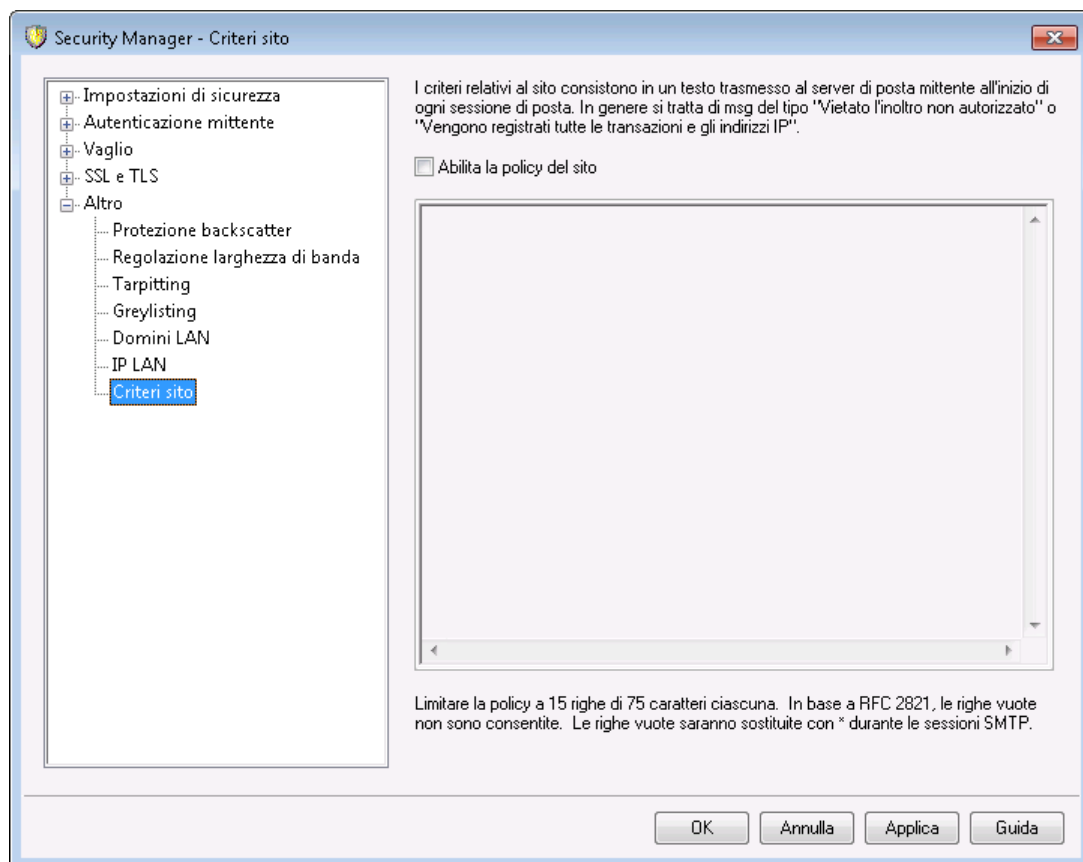 Security Manager - Criteri sito
Impostazioni di sicurezza
Autenticazione mittente
Vaglio
SSL e TLS
Altro
Protezione backscatter
Regolazione larghezza di banda
Tarpitting
Greylisting
Domini LAN
IP LAN
Criteri sito
I criteri relativi al sito consistono in un testo trasmesso al server di posta mittente all'inizio di
ogni sessione di posta. In genere si tratta di msg del tipo "Vietato l'inoltro non autorizzato" o
"Vengono registrati tutte le transazioni e gli indirizzi IP".
Abilita la policy del sito
Limitare la policy a 15 righe di 75 caratteri ciascuna. In base a RFC 2821, le righe vuote
non sono consentite. Le righe vuote saranno sostituite con * durante le sessioni SMTP.
OK
Annulla
Applica
Guida